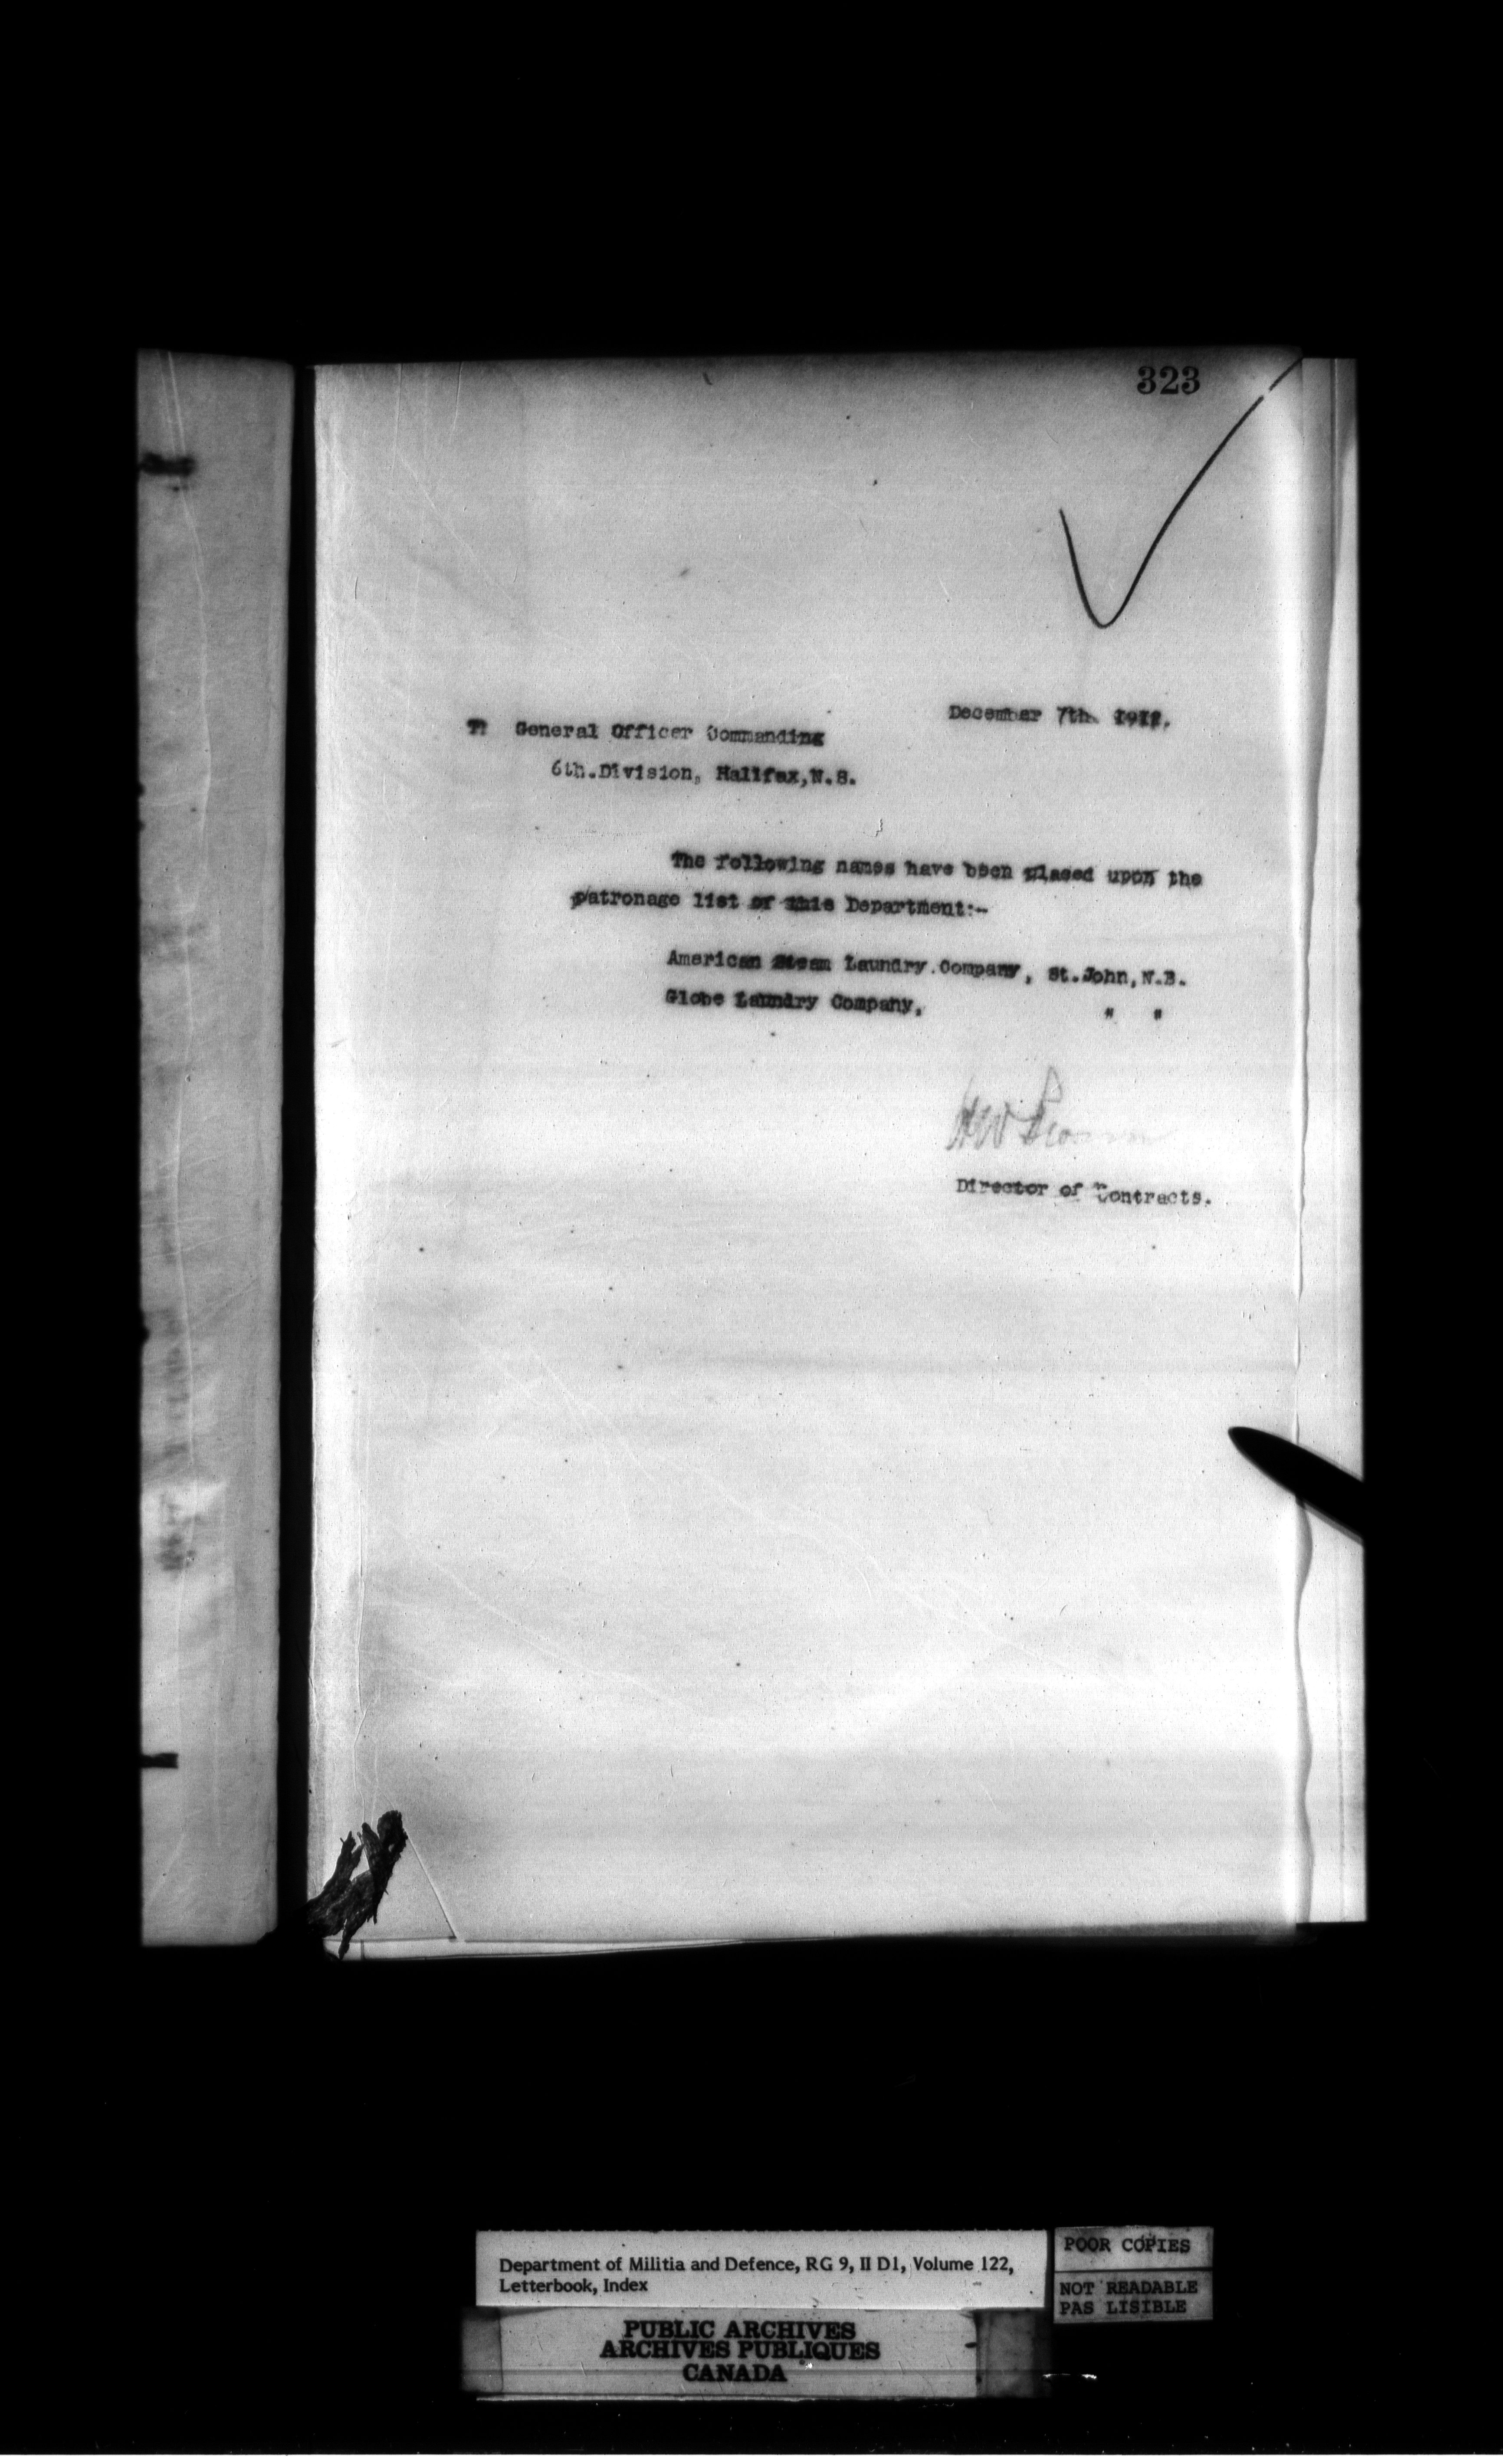 323
December 7th.
General Officer Commanding
6th.Division, Halifax,N.S.
The following names have been placed upon the
patronage list of this Department:-
American Steam Laundry Company, St.John,N.B.
Globe Laundry Company, " "
HW Brown
Director of Contracts.
Department of Militia and Defence, RG 9, II D1, Volume 122,
Letterbook, Index
POOR COPIES
NOT READABLE
PAS LISIBLE
PUBLIC ARCHIVES
ARCHIVES PUBLIQUES
CANADA